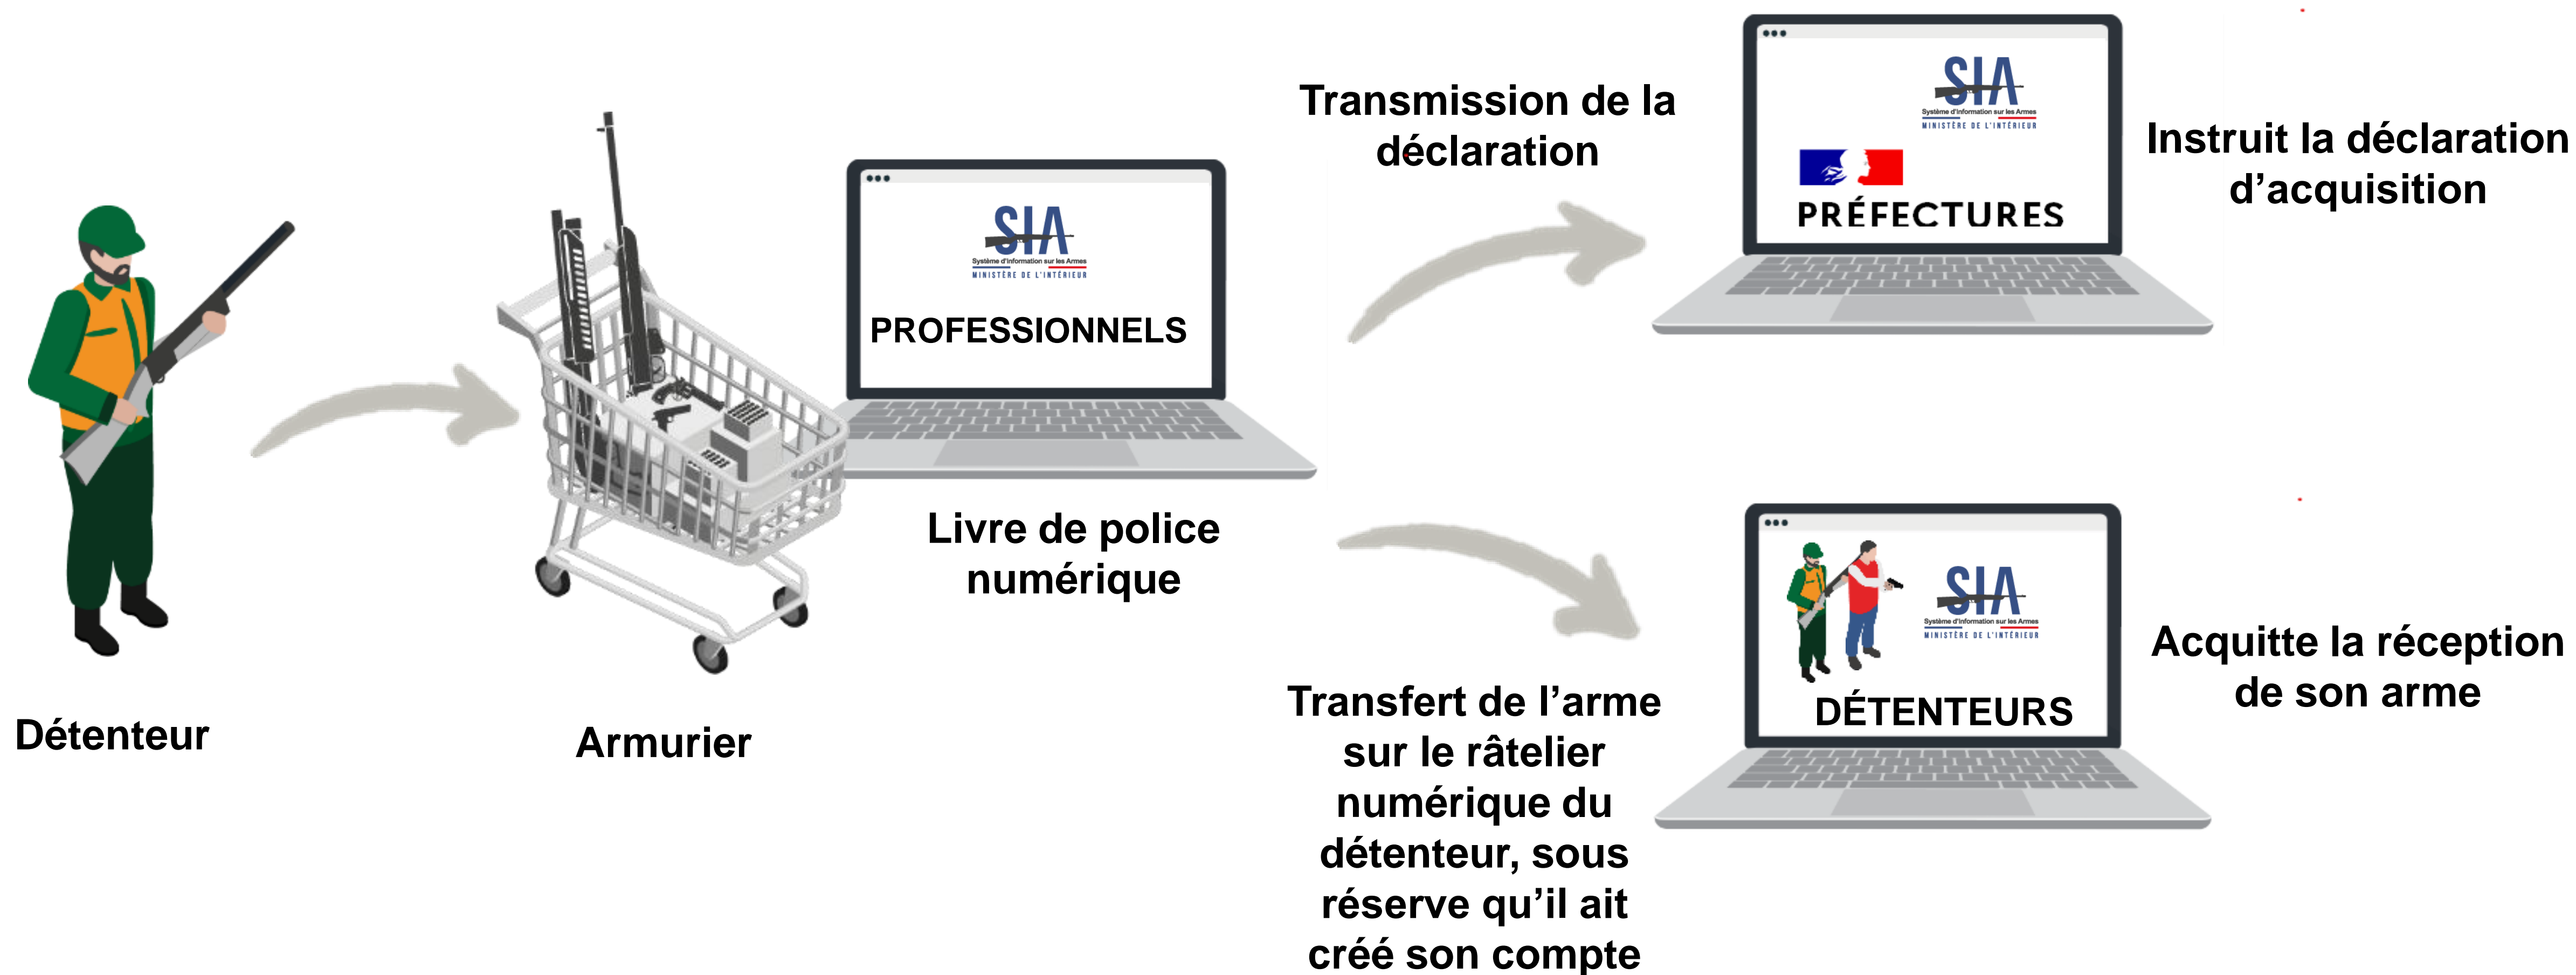 Détenteur
Armurier
SIA
Système d'Information sur les Armes
MINISTÈRE DE L'INTÉRIEUR
PROFESSIONNELS
Livre de police
numérique
Transmission de la
déclaration
SIA
Système d'Information sur les Armes
MINISTÈRE DE L'INTÉRIEUR
PRÉFECTURES
Instruit la déclaration
d’acquisition
Transfert de l’arme
sur le râtelier
numérique du
détenteur, sous
réserve qu’il ait
créé son compte
SIA
Système d'Information sur les Armes
MINISTÈRE DE L'INTÉRIEUR
DÉTENTEURS
Acquitte la réception
de son arme